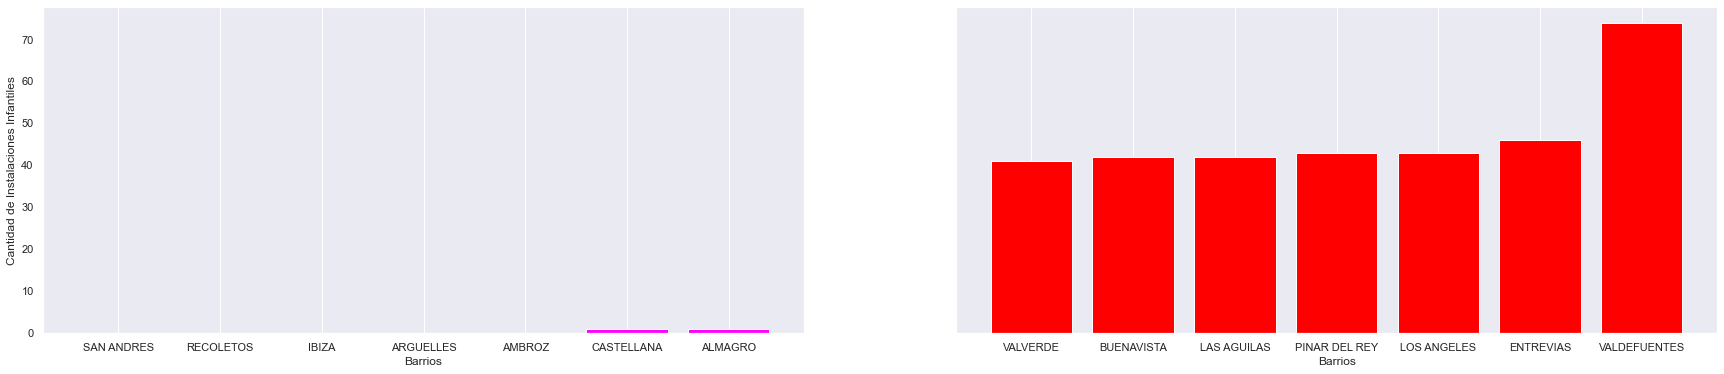 Cantidad de Instalaciones Infantiles
70
60
50
40
30
20
10
0
SAN ANDRES RECOLETOS IBIZA ARGUELLES AMBROZ CASTELLANA ALMAGRO
Barrios
VALVERDE BUENAVISTA LAS AGUILAS PINAR DEL REY LOS ANGELES ENTREVIAS VALDEFUENTES
Barrios